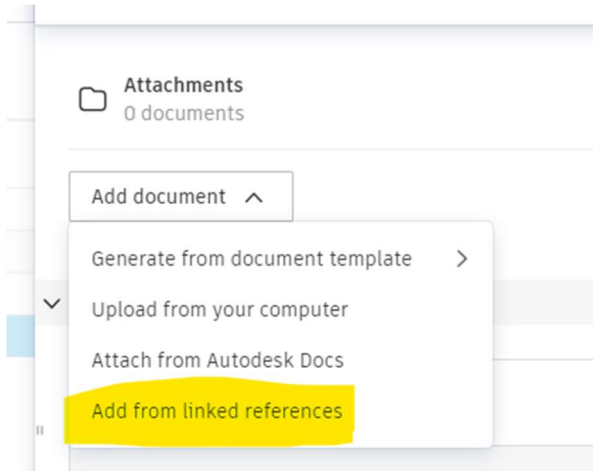 Attachments
0 documents
Add document
Generate from document template
Upload from your computer
Attach from Autodesk Docs
Add from linked references